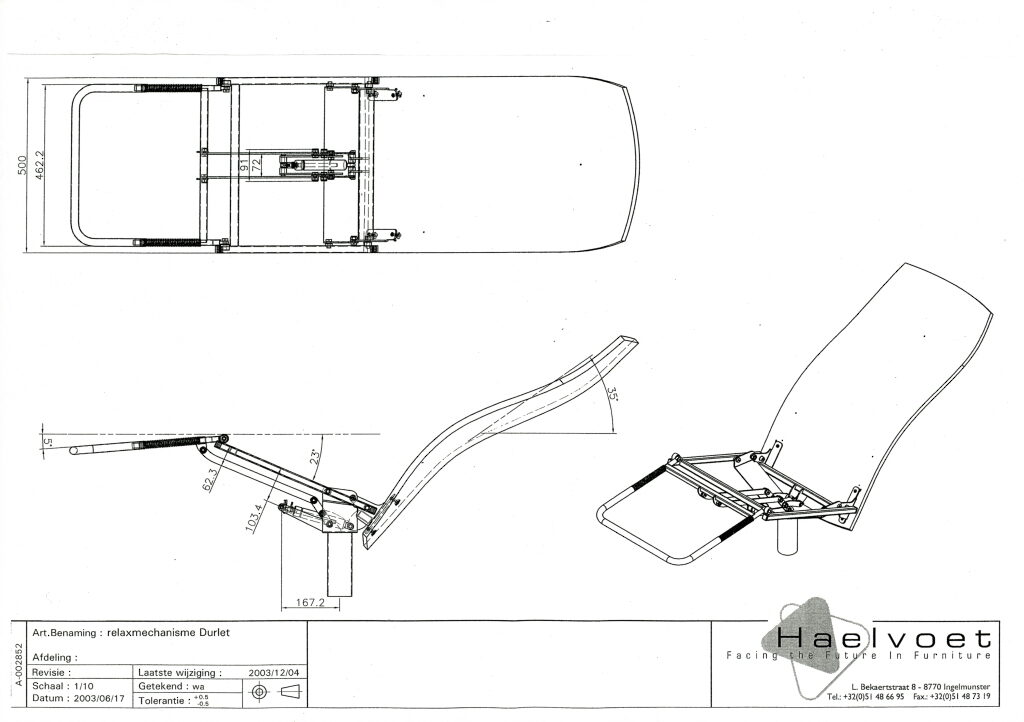 500
462.2
91
72
35°
5°
23°
62.3
103.4
167.2
A-002852
Art.Benaming : relaxmechanisme Durlet
Afdeling :
Revisie :
Laatste wijziging : 2003/12/04
Schaal : 1/10
Getekend : wa
Datum : 2003/06/17
Tolerantie : +0.5 -0.5
Haelvoet
Facing the Future In Furniture
L. Bekaertstraat 8 - 8770 Ingelmunster
Tel.: +32(0)51 48 66 95 Fax.: +32(0)51 48 73 19